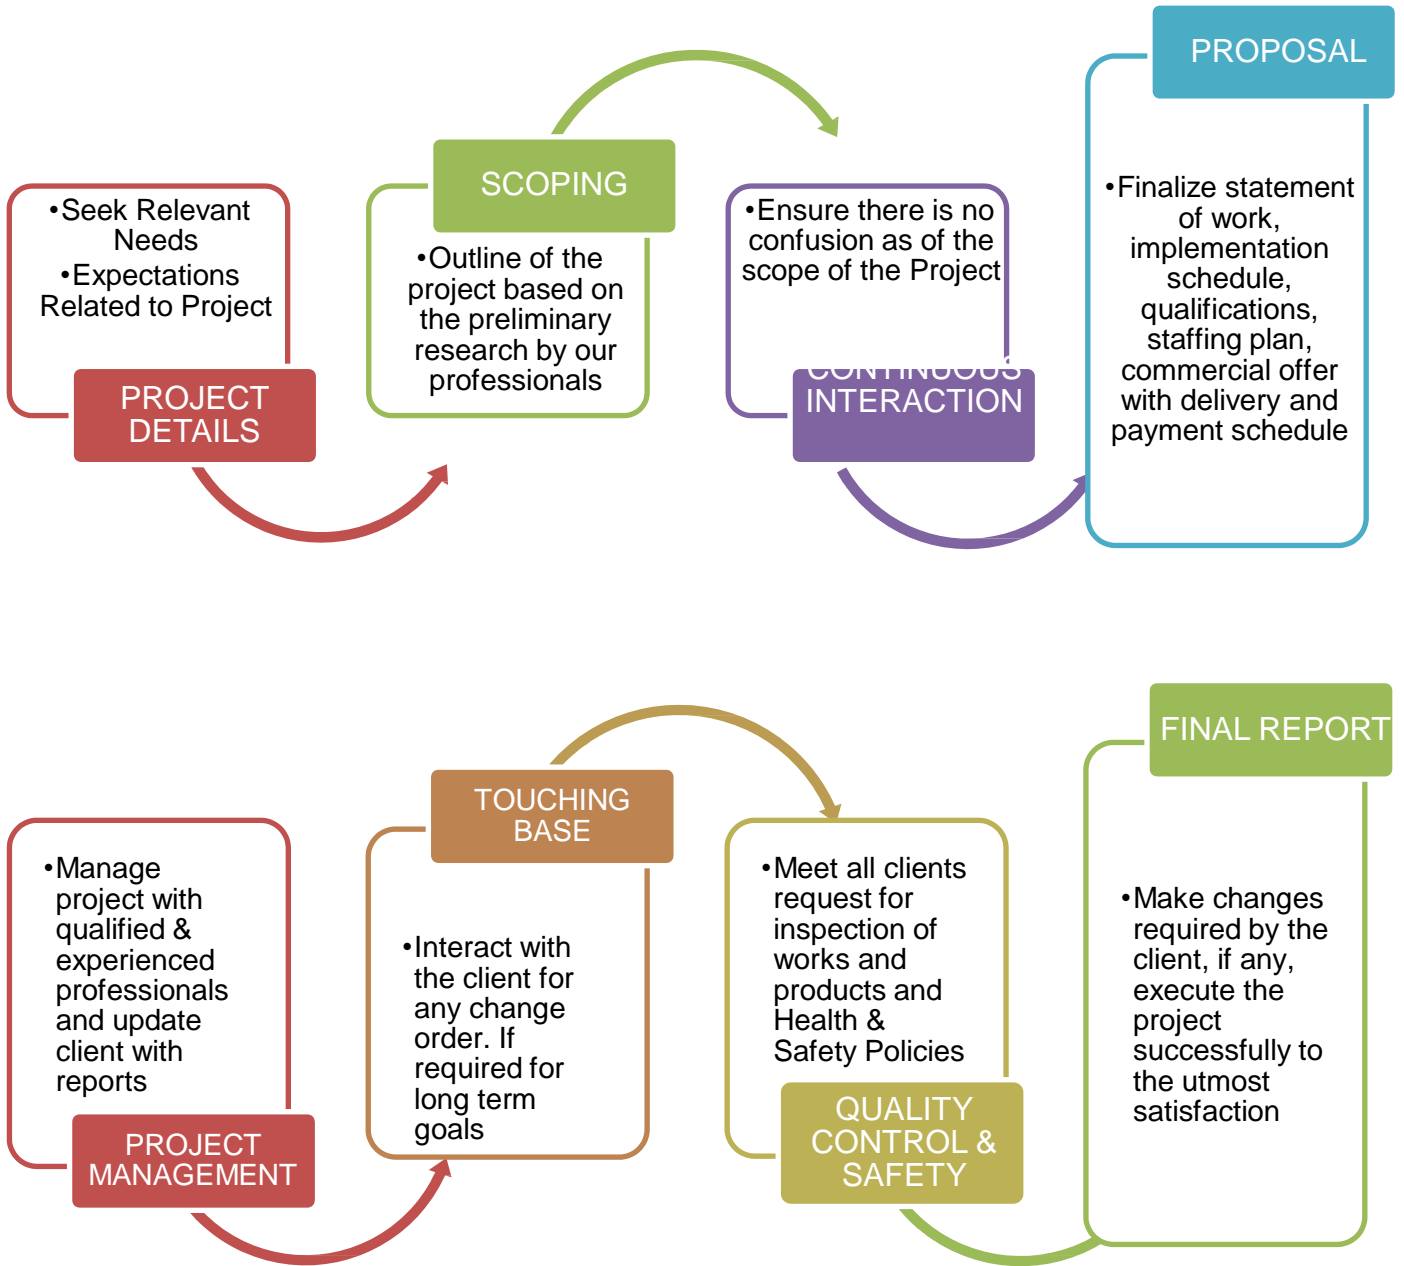 •Seek Relevant
Needs
•Expectations
Related to Project
PROJECT
DETAILS
SCOPING
•Outline of the
project based on
the preliminary
research by our
professionals
•Ensure there is no
confusion as of the
scope of the Project
CONTINUOUS
INTERACTION
PROPOSAL
•Finalize statement
of work,
implementation
schedule,
qualifications,
staffing plan,
commercial offer
with delivery and
payment schedule
•Manage
project with
qualified &
experienced
professionals
and update
client with
reports
PROJECT
MANAGEMENT
TOUCHING
BASE
•Interact with
the client for
any change
order. If
required for
long term
goals
•Meet all clients
request for
inspection of
works and
products and
Health &
Safety Policies
QUALITY
CONTROL &
SAFETY
FINAL REPORT
•Make changes
required by the
client, if any,
execute the
project
successfully to
the utmost
satisfaction